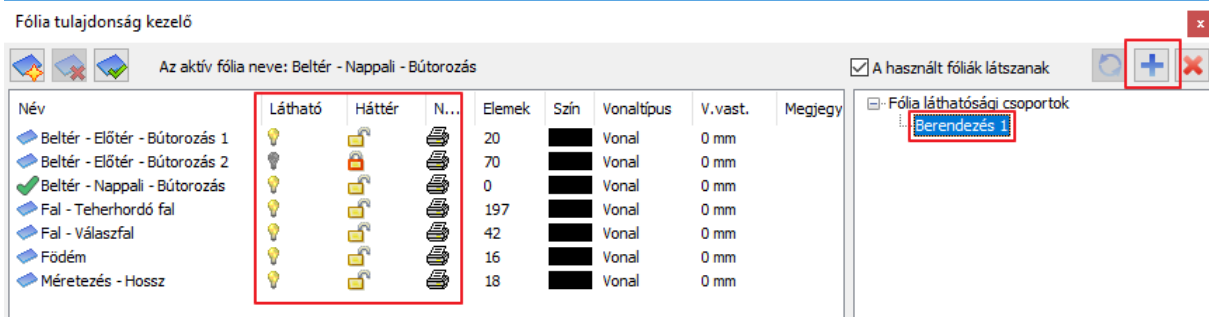 Fólia tulajdonság kezelő
x
Az aktív fólia neve: Beltér - Nappali - Bútorozás
A használt fóliák látszanak
Név Látható Háttér N... Elemek Szín Vonaltípus V.vast. Megjegy
Beltér - Előtér - Bútorozás 1 20 Vonal 0 mm
Beltér - Előtér - Bútorozás 2 70 Vonal 0 mm
Beltér - Nappali - Bútorozás 0 Vonal 0 mm
Fal - Teherhordó fal 197 Vonal 0 mm
Fal - Válaszfal 42 Vonal 0 mm
Födém 16 Vonal 0 mm
Méretezés - Hossz 18 Vonal 0 mm
Fólia láthatósági csoportok
Berendezés 1